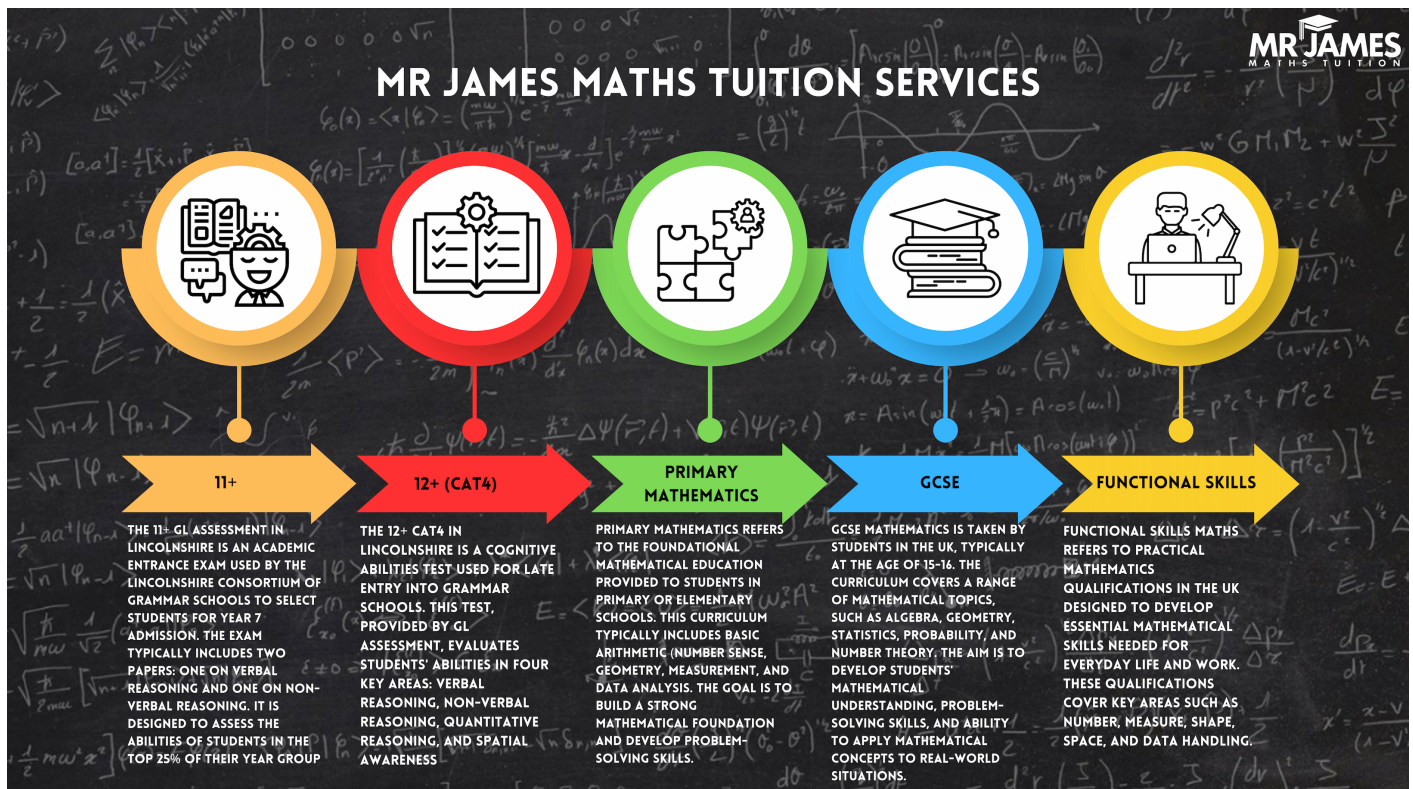 MR JAMES
MATHS TUITION
MR JAMES MATHS TUITION SERVICES
11+
THE 11+ GL ASSESSMENT IN
LINCOLNSHIRE IS AN ACADEMIC
ENTRANCE EXAM USED BY THE
LINCOLNSHIRE CONSORTIUM OF
GRAMMAR SCHOOLS TO SELECT
STUDENTS FOR YEAR 7
ADMISSION. THE EXAM
TYPICALLY INCLUDES TWO
PAPERS: ONE ON VERBAL
REASONING AND ONE ON NON-
VERBAL REASONING. IT IS
DESIGNED TO ASSESS THE
ABILITIES OF STUDENTS IN THE
TOP 25% OF THEIR YEAR GROUP
12+ (CAT4)
THE 12+ CAT4 IN
LINCOLNSHIRE IS A COGNITIVE
ABILITIES TEST USED FOR LATE
ENTRY INTO GRAMMAR
SCHOOLS. THIS TEST,
PROVIDED BY GL
ASSESSMENT, EVALUATES
STUDENTS' ABILITIES IN FOUR
KEY AREAS: VERBAL
REASONING, NON-VERBAL
REASONING, QUANTITATIVE
REASONING, AND SPATIAL
AWARENESS
PRIMARY
MATHEMATICS
PRIMARY MATHEMATICS REFERS
TO THE FOUNDATIONAL
MATHEMATICAL EDUCATION
PROVIDED TO STUDENTS IN
PRIMARY OR ELEMENTARY
SCHOOLS. THIS CURRICULUM
TYPICALLY INCLUDES BASIC
ARITHMETIC (NUMBER SENSE,
GEOMETRY, MEASUREMENT, AND
DATA ANALYSIS. THE GOAL IS TO
BUILD A STRONG
MATHEMATICAL FOUNDATION
AND DEVELOP PROBLEM-
SOLVING SKILLS.
GCSE
GCSE MATHEMATICS IS TAKEN BY
STUDENTS IN THE UK, TYPICALLY
AT THE AGE OF 15-16. THE
CURRICULUM COVERS A RANGE
OF MATHEMATICAL TOPICS,
SUCH AS ALGEBRA, GEOMETRY,
STATISTICS, PROBABILITY, AND
NUMBER THEORY. THE AIM IS TO
DEVELOP STUDENTS'
MATHEMATICAL
UNDERSTANDING, PROBLEM-
SOLVING SKILLS, AND ABILITY
TO APPLY MATHEMATICAL
CONCEPTS TO REAL-WORLD
SITUATIONS.
FUNCTIONAL SKILLS
FUNCTIONAL SKILLS MATHS
REFERS TO PRACTICAL
MATHEMATICS
QUALIFICATIONS IN THE UK
DESIGNED TO DEVELOP
ESSENTIAL MATHEMATICAL
SKILLS NEEDED FOR
EVERYDAY LIFE AND WORK.
THESE QUALIFICATIONS
COVER KEY AREAS SUCH AS
NUMBER, MEASURE, SHAPE,
SPACE, AND DATA HANDLING.